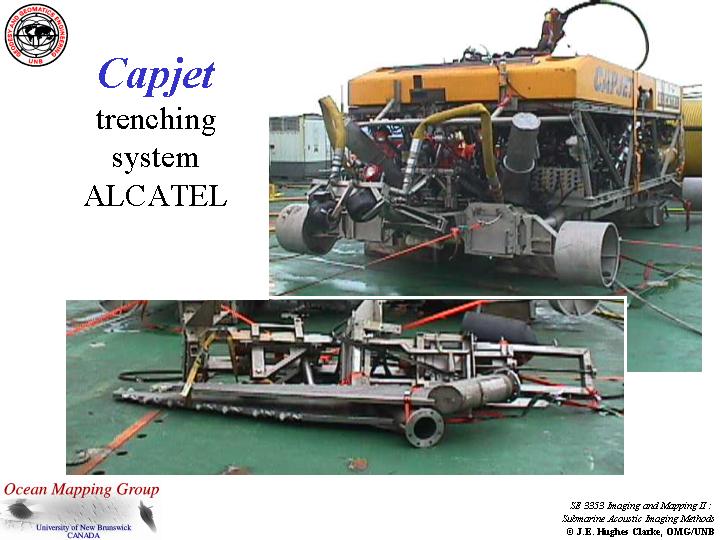 GEODESY AND GEOMATICS ENGINEERING
UNB
Capjet
trenching
system
ALCATEL
CAPJET
Ocean Mapping Group
University of New Brunswick
CANADA
SE 3353 Imaging and Mapping II :
Submarine Acoustic Imaging Methods
© J.E. Hughes Clarke, OMG/UNB